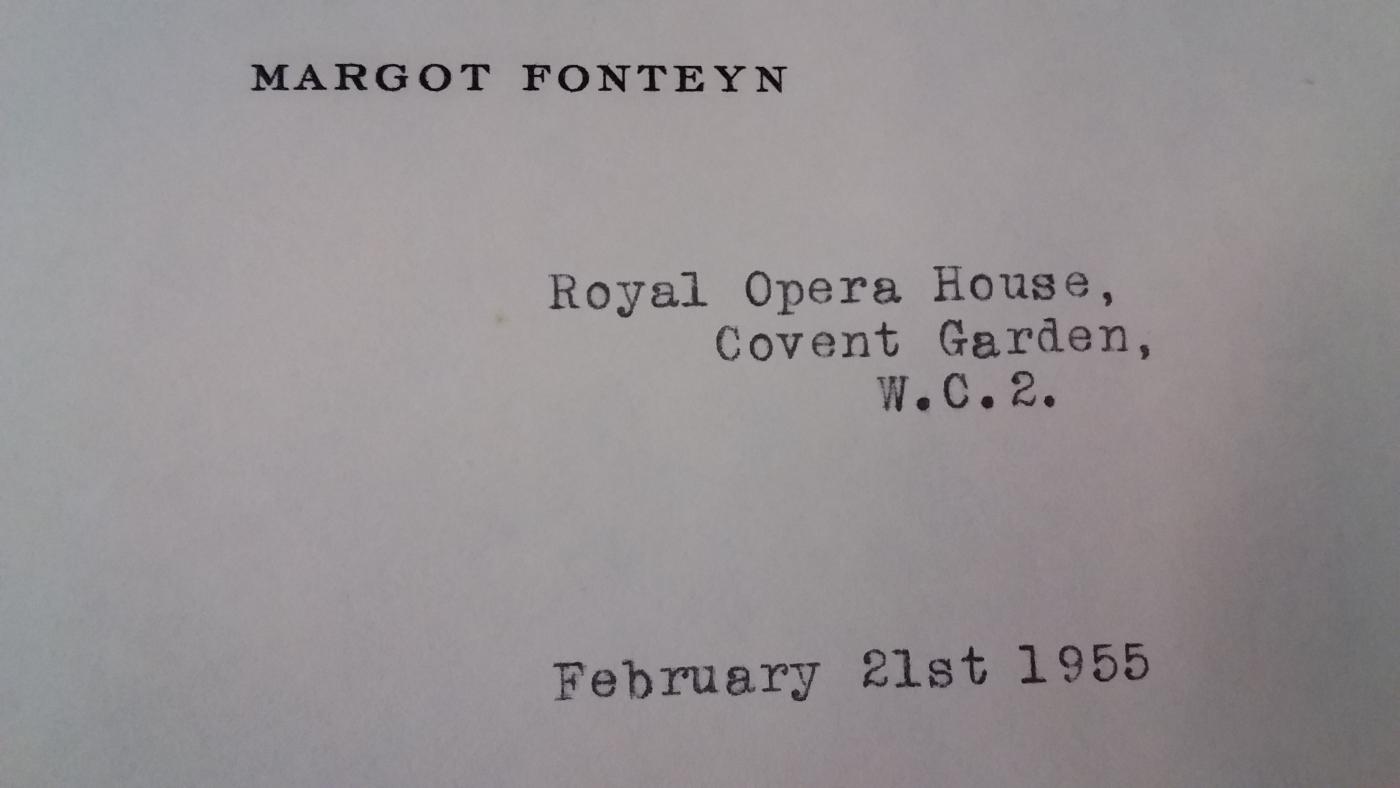 MARGOT FONTEYN
Royal Opera House,
Covent Garden,
W.C.2.
February 21st 1955